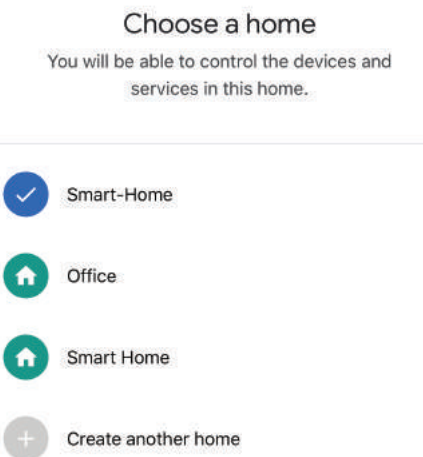 Choose a home
You will be able to control the devices and
services in this home.
Smart-Home
Office
Smart Home
Create another home